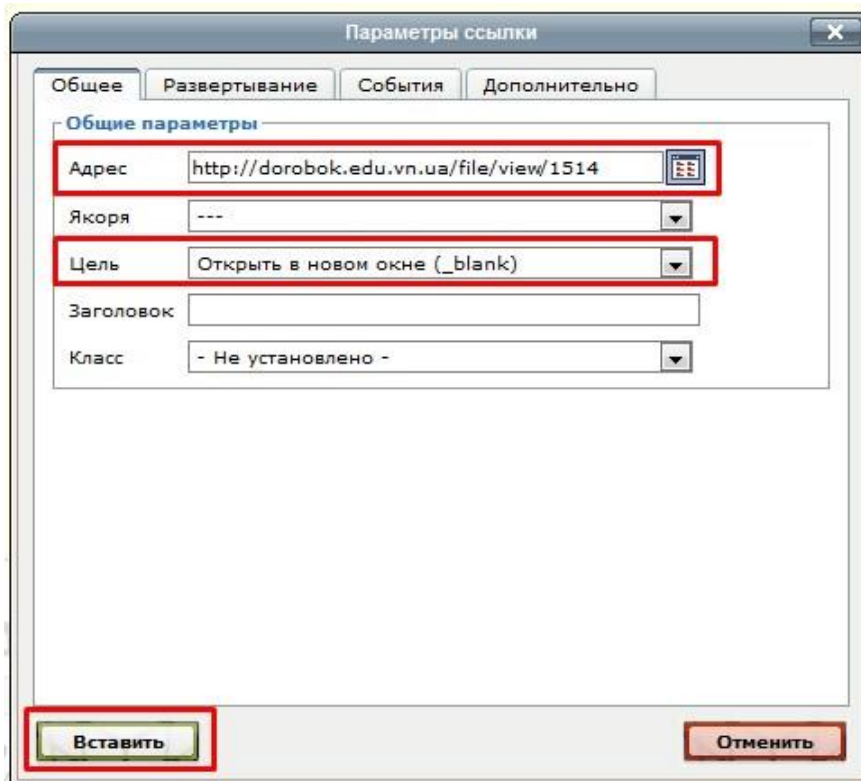 Параметры ссылки
Общее Развертывание События Дополнительно
Общие параметры
Адрес http://dorobok.edu.vn.ua/file/view/1514
Якоря ---
Цель Открыть в новом окне (_blank)
Заголовок
Класс - Не установлено -
Вставить Отменить